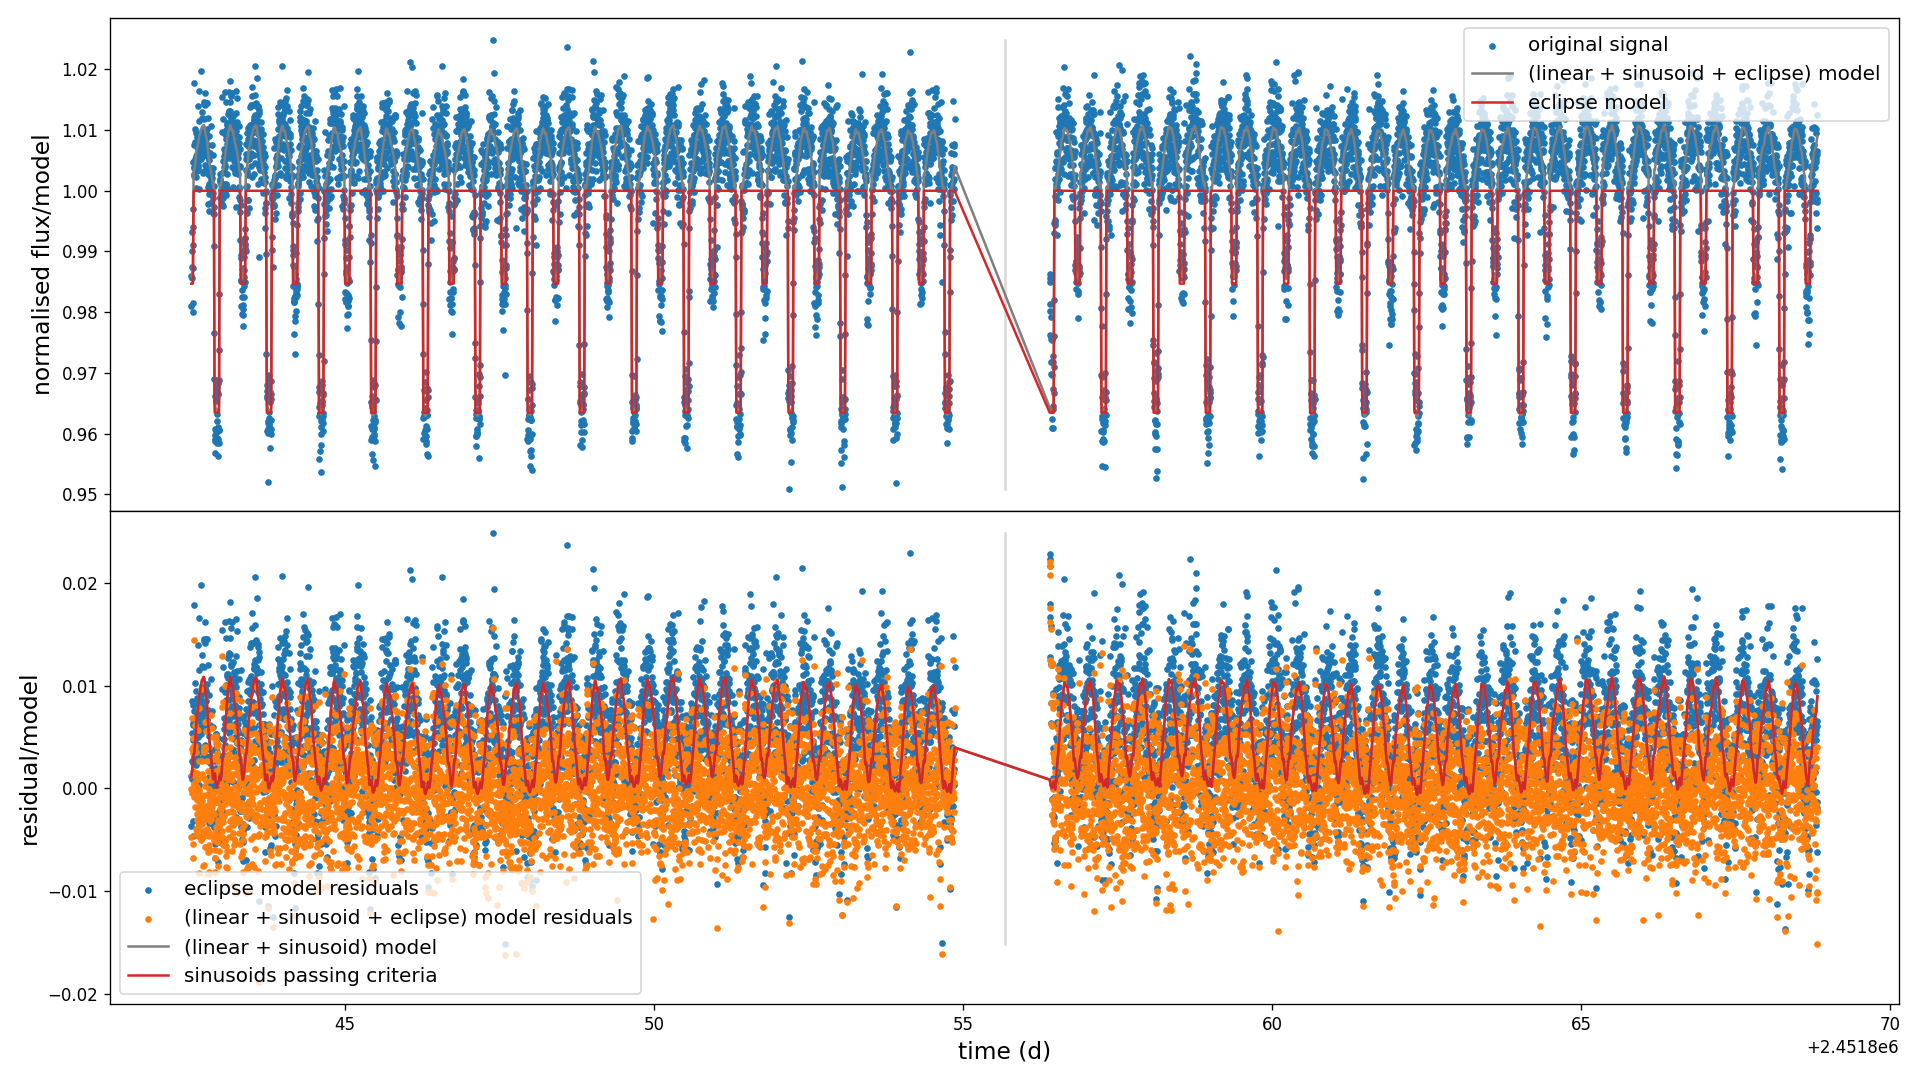 normalised flux/model
1.02
1.01
1.00
0.99
0.98
0.97
0.96
0.95
original signal
(linear + sinusoid + eclipse) model
eclipse model
residual/model
0.02
0.01
0.00
−0.01
−0.02
eclipse model residuals
(linear + sinusoid + eclipse) model residuals
(linear + sinusoid) model
sinusoids passing criteria
45 50 55 60 65 70
time (d)
+2.4518e6